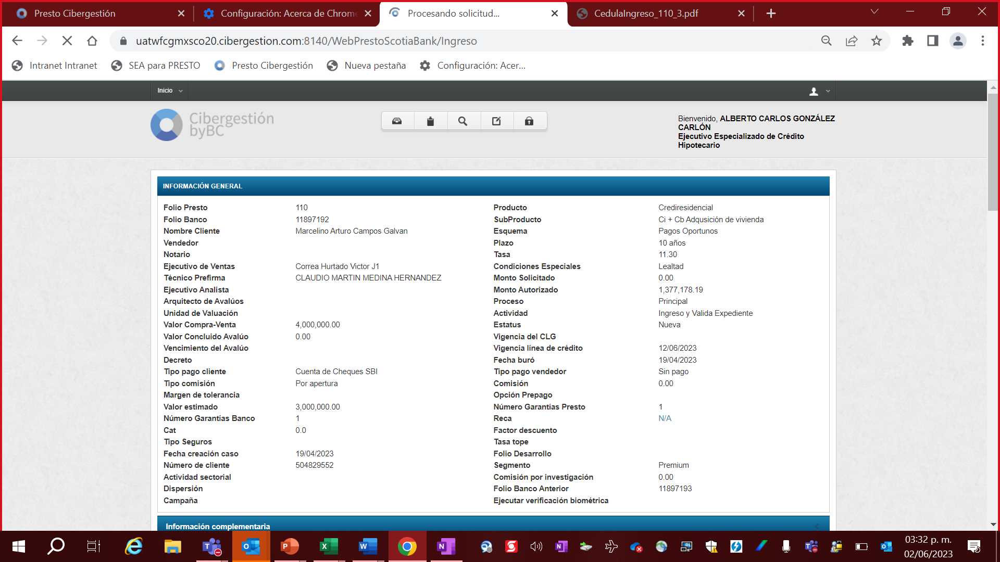 Presto Cibergestión
Configuración: Acerca de Chrome
Procesando solicitud...
CedulaIngreso_110_3.pdf
uatwfcgmxsco20.cibergestion.com:8140/WebPrestoScotiaBank/Ingreso
Intranet Intranet
SEA para PRESTO
Presto Cibergestión
Nueva pestaña
Configuración: Acer...
Inicio
Cibergestión
byBC
Bienvenido, ALBERTO CARLOS GONZÁLEZ
CARLÓN
Ejecutivo Especializado de Crédito
Hipotecario
INFORMACIÓN GENERAL
Folio Presto 110 Producto Crediresidencial
Folio Banco 11897192 SubProducto Ci + Cb Adqusición de vivienda
Nombre Cliente Marcelino Arturo Campos Galvan Esquema Pagos Oportunos
Vendedor Plazo 10 años
Notario Tasa 11.30
Ejecutivo de Ventas Correa Hurtado Victor J1 Condiciones Especiales Lealtad
Técnico Prefirma CLAUDIO MARTIN MEDINA HERNANDEZ Monto Solicitado 0.00
Ejecutivo Analista Monto Autorizado 1,377,178.19
Arquitecto de Avalúos Proceso Principal
Unidad de Valuación Actividad Ingreso y Valida Expediente
Valor Compra-Venta 4,000,000.00 Estatus Nueva
Valor Concluido Avalúo 0.00 Vigencia del CLG
Vencimiento del Avalúo Vigencia línea de crédito 12/06/2023
Decreto Fecha buró 19/04/2023
Tipo pago cliente Cuenta de Cheques SBI Tipo pago vendedor Sin pago
Tipo comisión Por apertura Comisión 0.00
Margen de tolerancia Opción Prepago
Valor estimado 3,000,000.00 Número Garantías Presto 1
Número Garantías Banco 1 Reca N/A
Cat 0.0 Factor descuento
Tipo Seguros Tasa tope
Fecha creación caso 19/04/2023 Folio Desarrollo
Número de cliente 504829552 Segmento Premium
Actividad sectorial Comisión por investigación 0.00
Dispersión Folio Banco Anterior 11897193
Campaña Ejecutar verificación biométrica
Información complementaria
03:32 p. m.
02/06/2023